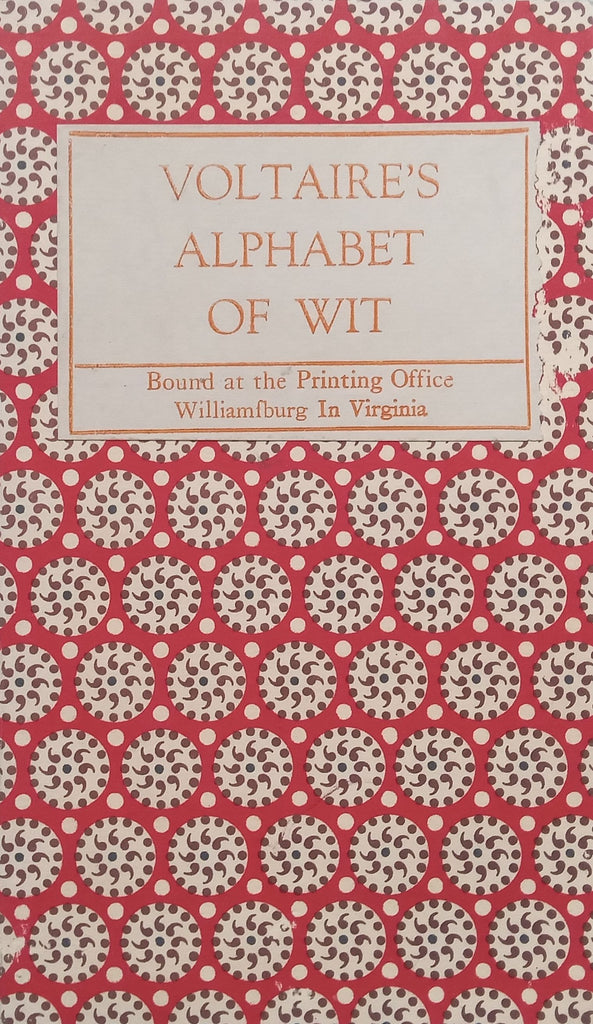 VOLTAIRE'S
ALPHABET
OF WIT
Bound at the Printing Office
Williamſburg In Virginia